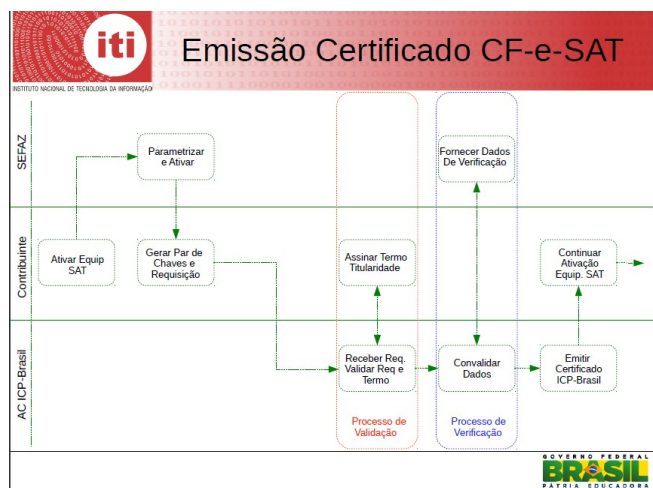 iti
Emissão Certificado CF-e-SAT
INSTITUTO NACIONAL DE TECNOLOGIA DA INFORMAÇÃO
SEFAZ
Parametrizar
e Ativar
Fornecer Dados
De Verificação
Contribuinte
Ativar Equip
SAT
Gerar Par de
Chaves e
Requisição
Assinar Termo
Titularidade
Continuar
Ativação
Equip. SAT
AC ICP-Brasil
Receber Req.
Validar Req e
Termo
Convalidar
Dados
Emitir
Certificado
ICP-Brasil
Processo de
Validação
Processo de
Verificação
GOVERNO FEDERAL
BRASIL
PÁTRIA EDUCADORA